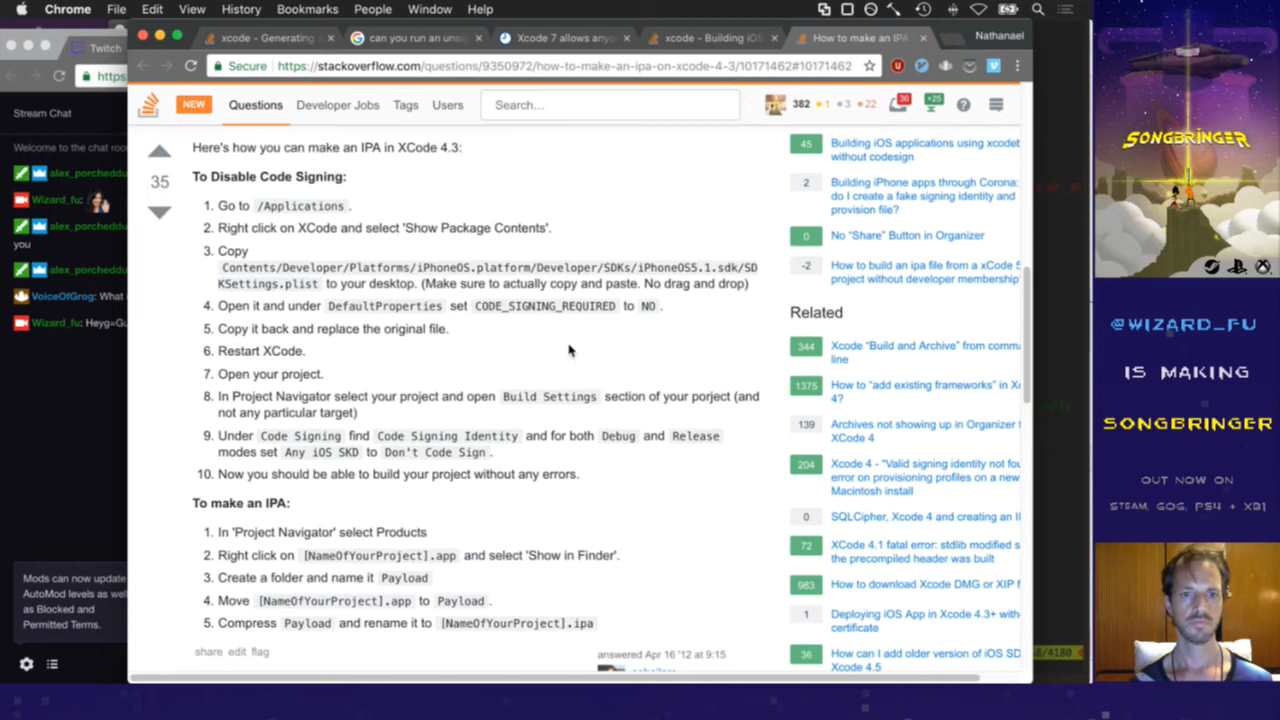 Chrome File Edit View History Bookmarks People Window Help
Twitch
xcode - Generating
can you run an unsig
Xcode 7 allows anyo
xcode - Building iOS
How to make an IPA
Nathanael
https
Secure https://stackoverflow.com/questions/9350972/how-to-make-an-ipa-on-xcode-4-3/10171462#10171462
NEW Questions Developer Jobs Tags Users Search... 382 1 3 22 36 +25
Stream Chat
Welcome to the chat room
alex_porcheddu
Wizard_fu:
alex_porcheddu
you
alex_porcheddu
VoiceOfGrog: What
Wizard_fu: Heyg=Gu
Mods can now update
AutoMod levels as well
as Blocked and
Permitted Terms.
35
Here's how you can make an IPA in XCode 4.3:
To Disable Code Signing:
1. Go to /Applications .
2. Right click on XCode and select 'Show Package Contents'.
3. Copy
Contents/Developer/Platforms/iPhoneOS.platform/Developer/SDKs/iPhoneOS5.1.sdk/SD
KSettings.plist to your desktop. (Make sure to actually copy and paste. No drag and drop)
4. Open it and under DefaultProperties set CODE_SIGNING_REQUIRED to NO .
5. Copy it back and replace the original file.
6. Restart XCode.
7. Open your project.
8. In Project Navigator select your project and open Build Settings section of your porject (and
not any particular target)
9. Under Code Signing find Code Signing Identity and for both Debug and Release
modes set Any iOS SKD to Don't Code Sign .
10. Now you should be able to build your project without any errors.
To make an IPA:
1. In 'Project Navigator' select Products
2. Right click on [NameOfYourProject].app and select 'Show in Finder'.
3. Create a folder and name it Payload
4. Move [NameOfYourProject].app to Payload .
5. Compress Payload and rename it to [NameOfYourProject].ipa
share edit flag
answered Apr 16 '12 at 9:15
45 Building iOS applications using xcodeb
without codesign
2 Building iPhone apps through Corona:
do I create a fake signing identity and
provision file?
0 No “Share” Button in Organizer
-2 How to build an ipa file from a xCode 5
project without developer membership
Related
344 Xcode “Build and Archive” from comma
line
1375 How to “add existing frameworks” in Xc
4?
139 Archives not showing up in Organizer f
XCode 4
204 Xcode 4 - “Valid signing identity not fou
error on provisioning profiles on a new
Macintosh install
0 SQLCipher, Xcode 4 and creating an II
72 XCode 4.1 fatal error: stdlib modified s
the precompiled header was built
983 How to download Xcode DMG or XIP f
1 Deploying iOS App in Xcode 4.3+ with
certificate
36 How can I add older version of iOS SD
Xcode 4.5
/4180
SONGBRINGER
@WIZARD_FU
IS MAKING
SONGBRINGER
OUT NOW ON
STEAM, GOG, PS4 + XB1